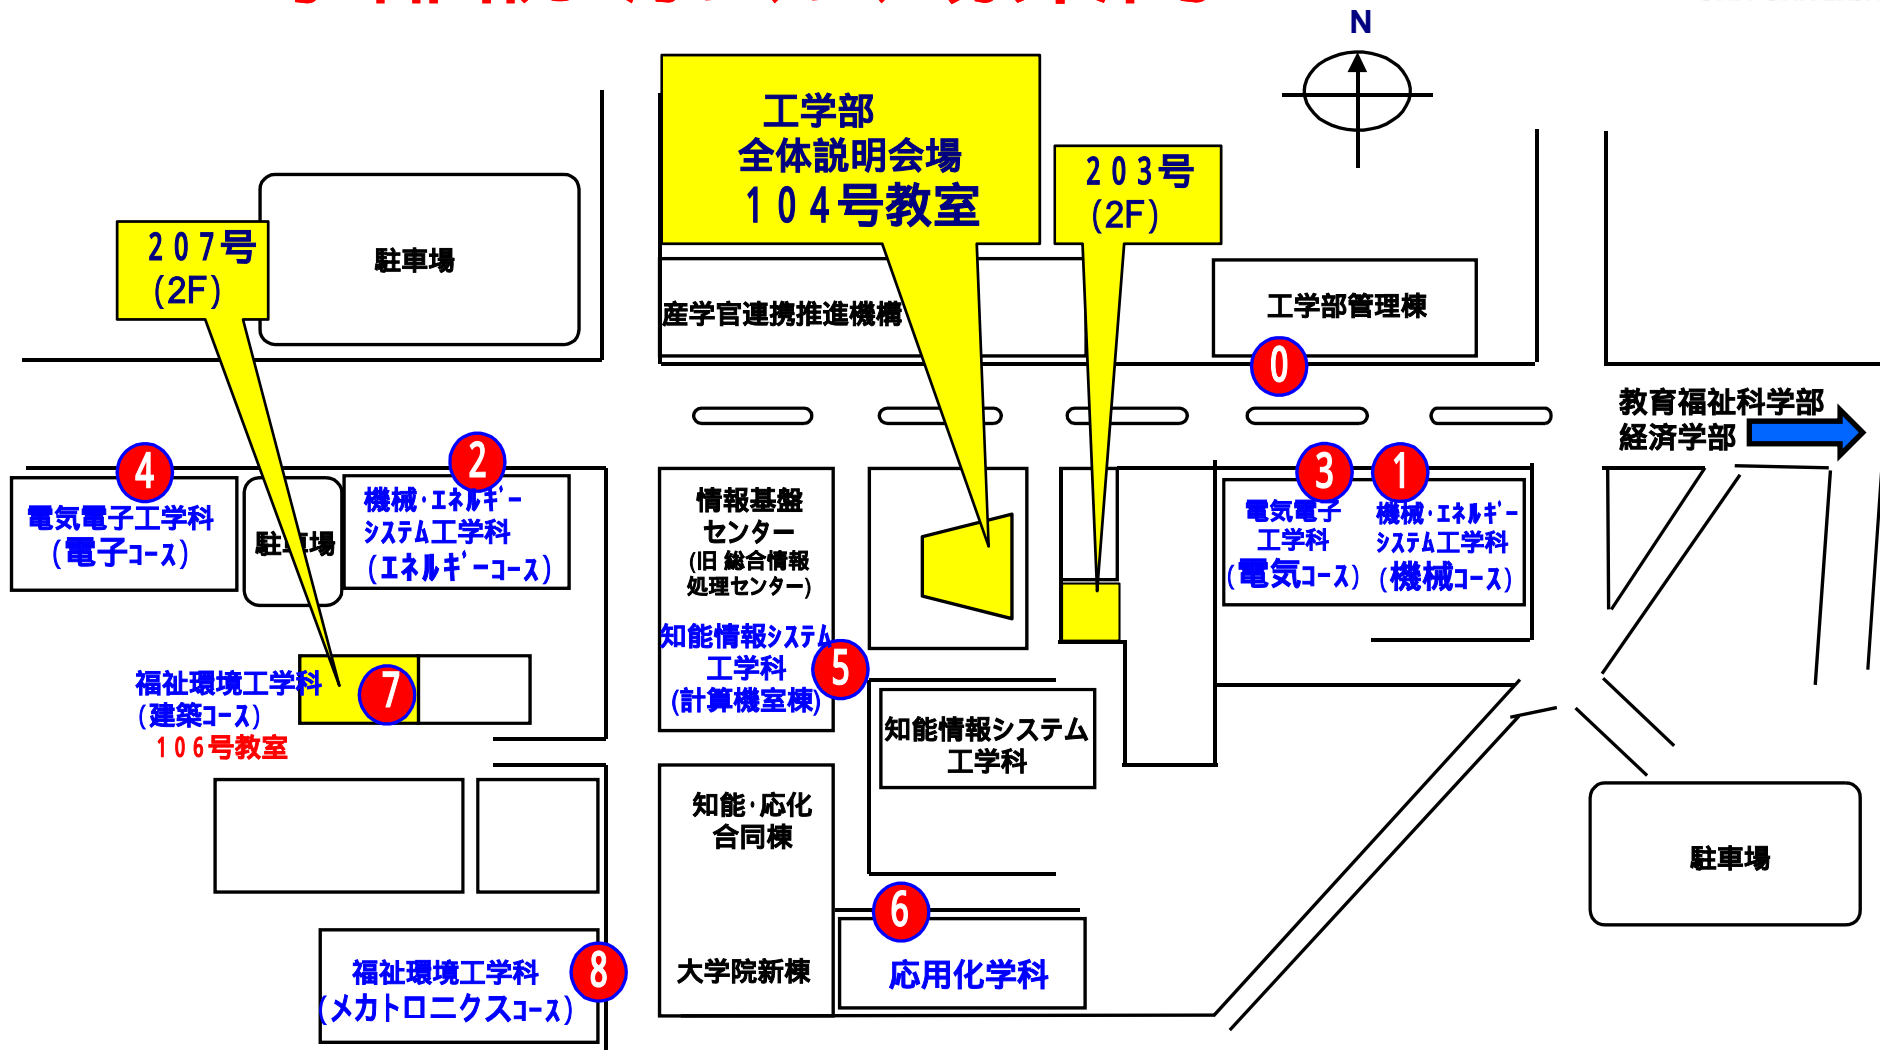 N
工学部
全体説明会場
１０４号教室
２０３号
(2F)
２０７号
(2F)
駐車場
産学官連携推進機構
工学部管理棟
0
教育福祉科学部
経済学部
4
電気電子工学科
(電子ｺｰｽ)
駐車場
2
機械･ｴﾈﾙｷﾞｰ
ｼｽﾃﾑ工学科
(ｴﾈﾙｷﾞｰｺｰｽ)
情報基盤
センター
(旧 総合情報
処理センター)
知能情報ｼｽﾃﾑ
工学科
(計算機室棟)
5
3
電気電子
工学科
(電気ｺｰｽ)
1
機械･ｴﾈﾙｷﾞｰ
ｼｽﾃﾑ工学科
(機械ｺｰｽ)
福祉環境工学科
(建築ｺｰｽ)
１０６号教室
7
知能情報システム
工学科
知能･応化
合同棟
大学院新棟
6
応用化学科
駐車場
福祉環境工学科
(メカトロニクスｺｰｽ)
8